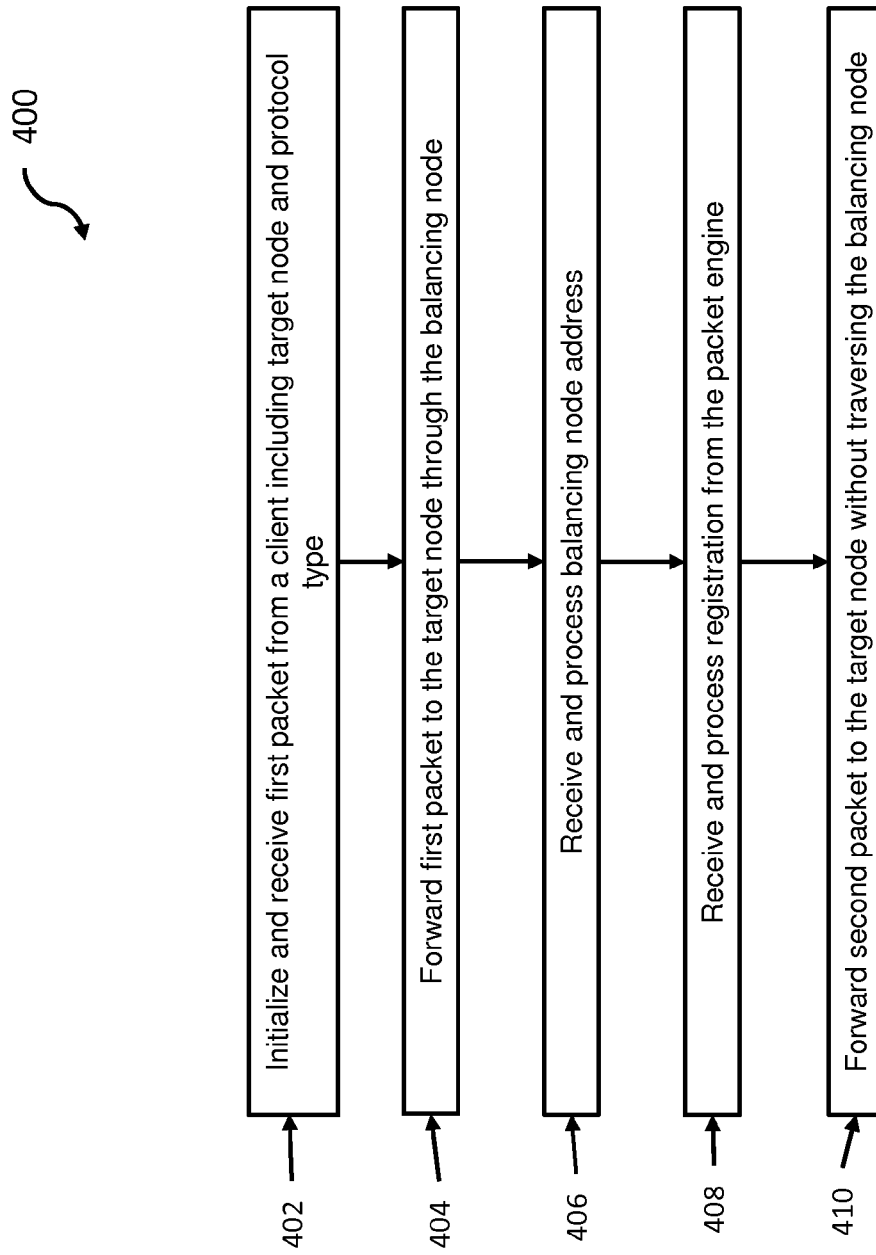 400
402
Initialize and receive first packet from a client including target node and protocol
type
404
Forward first packet to the target node through the balancing node
406
Receive and process balancing node address
408
Receive and process registration from the packet engine
410
Forward second packet to the target node without traversing the balancing node